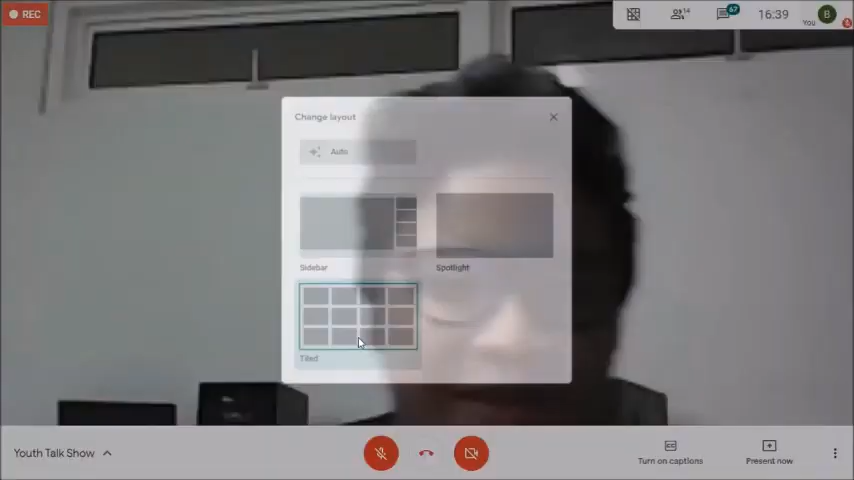 REC
14
67
16:39
You
B
Change layout
Auto
Sidebar
Spotlight
Tiled
Youth Talk Show
Turn on captions
Present now